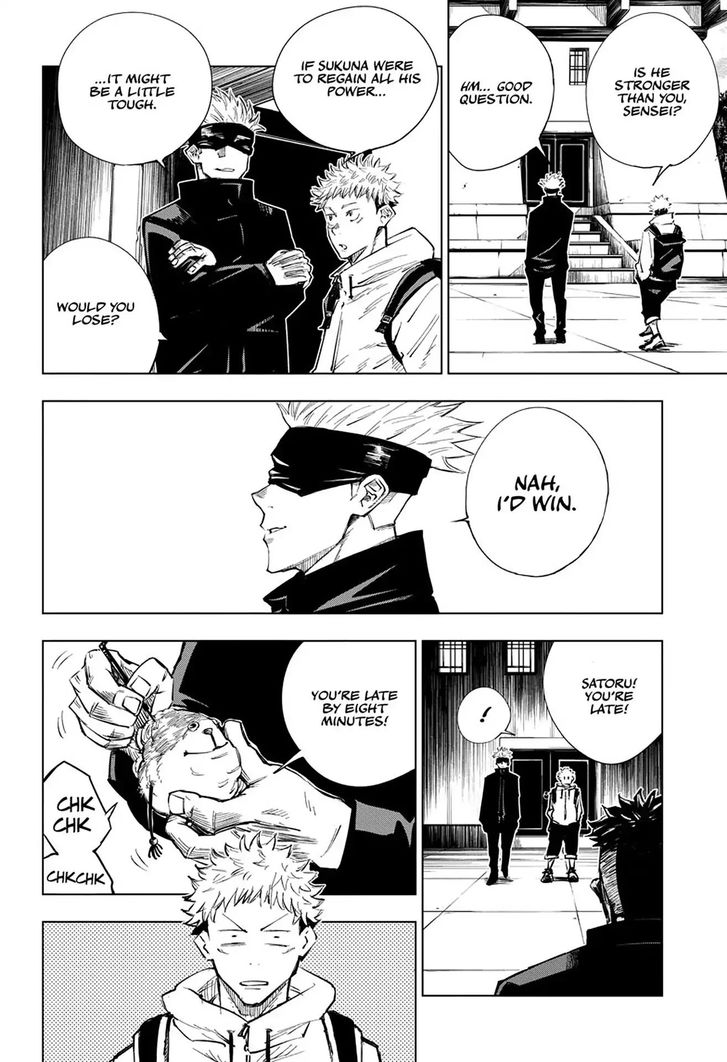 IS HE
STRONGER
THAN YOU,
SENSEI?
HM... GOOD
QUESTION.
IF SUKUNA WERE
TO REGAIN ALL HIS
POWER...
...IT MIGHT
BE A LITTLE
TOUGH.
WOULD YOU
LOSE?
NAH,
I'D WIN.
SATORU!
YOU'RE
LATE!
!
YOU'RE LATE
BY EIGHT
MINUTES!
CHK
CHK
CHKCHK